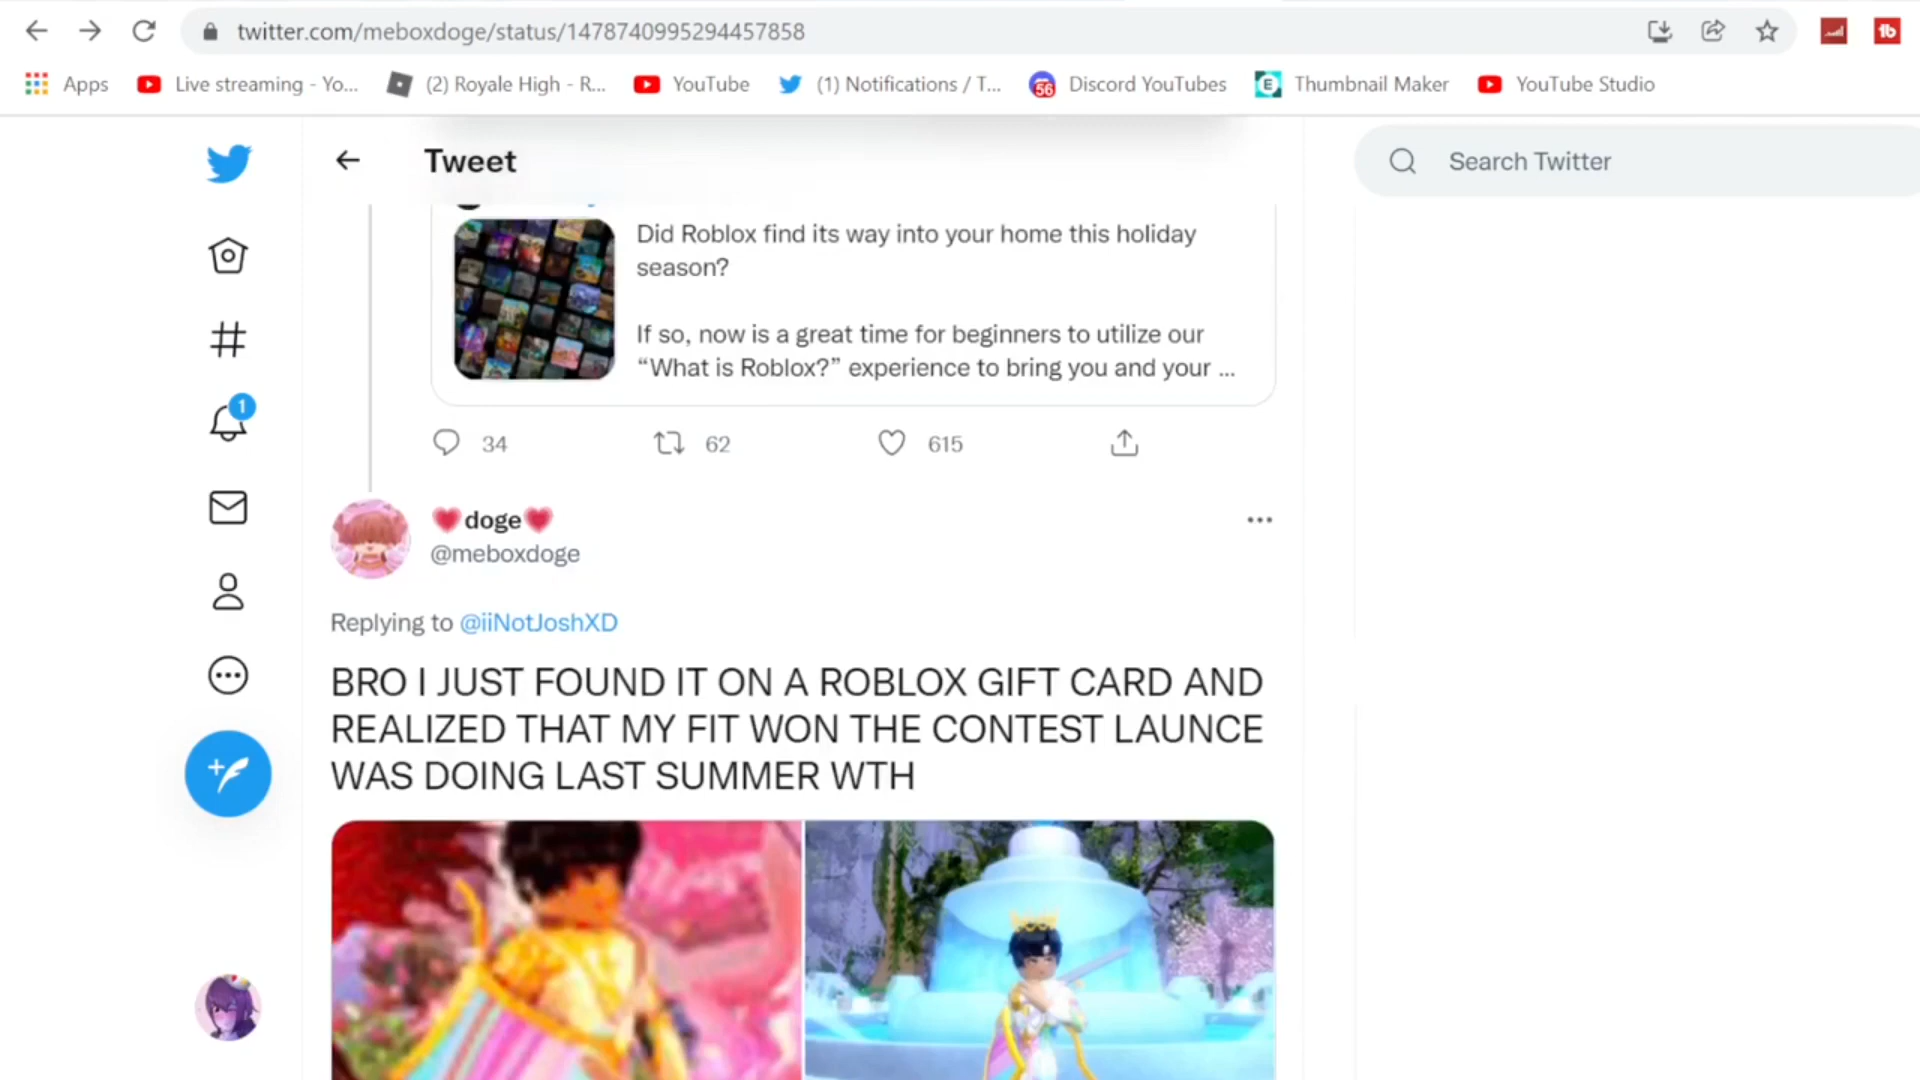 twitter.com/meboxdoge/status/1478740995294457858
Apps
Live streaming - Yo...
(2) Royale High - R...
YouTube
(1) Notifications / T...
56
Discord YouTubes
E
Thumbnail Maker
YouTube Studio
Tweet
Search Twitter
Did Roblox find its way into your home this holiday
season?
If so, now is a great time for beginners to utilize our
“What is Roblox?” experience to bring you and your ...
1
34
62
615
doge
@meboxdoge
Replying to @iiNotJoshXD
BRO I JUST FOUND IT ON A ROBLOX GIFT CARD AND
REALIZED THAT MY FIT WON THE CONTEST LAUNCE
WAS DOING LAST SUMMER WTH